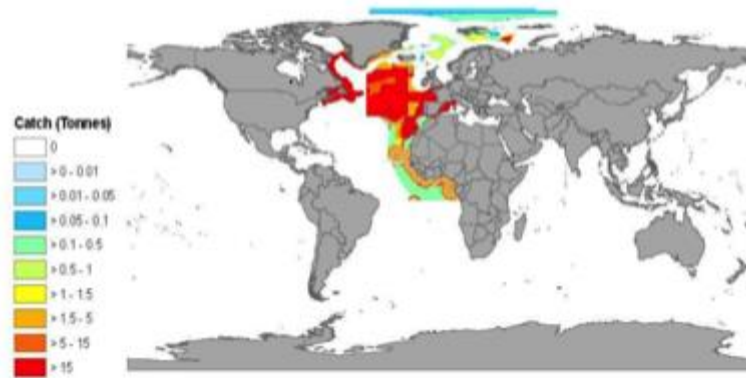 Catch (Tonnes)
0
> 0 - 0.01
> 0.01 - 0.05
> 0.05 - 0.1
> 0.1 - 0.5
> 0.5 - 1
> 1 - 1.5
> 1.5 - 5
> 5 - 15
> 15